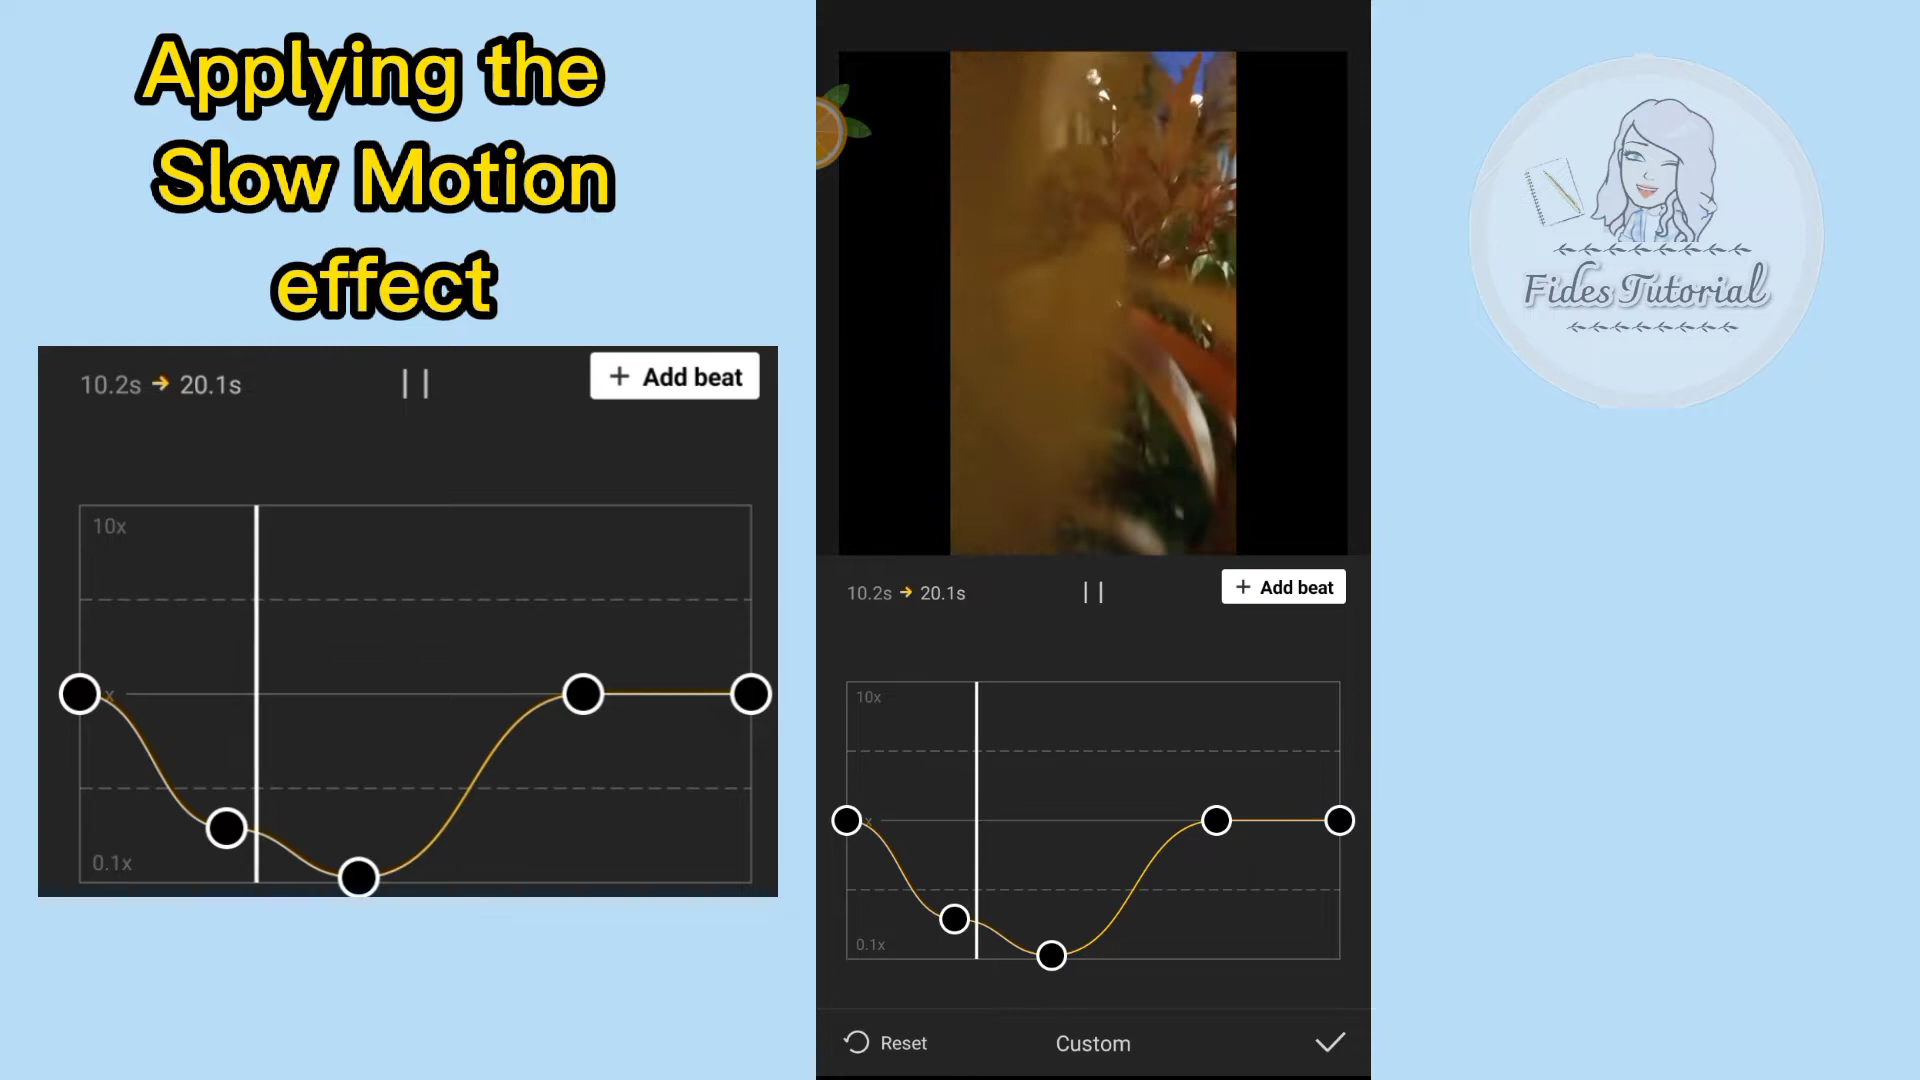 Applying the
Slow Motion
effect
10.2s → 20.1s
+ Add beat
10x
x
0.1x
10.2s → 20.1s
+ Add beat
10x
x
0.1x
Reset
Custom
Fides Tutorial